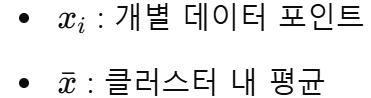 • xᵢ : 개별 데이터 포인트
• x̄ : 클러스터 내 평균